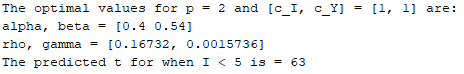 The optimal values for p = 2 and [c_I, c_Y] = [1, 1] are:
alpha, beta = [0.4 0.54]
rho, gamma = [0.16732, 0.0015736]
The predicted t for when I < 5 is = 63